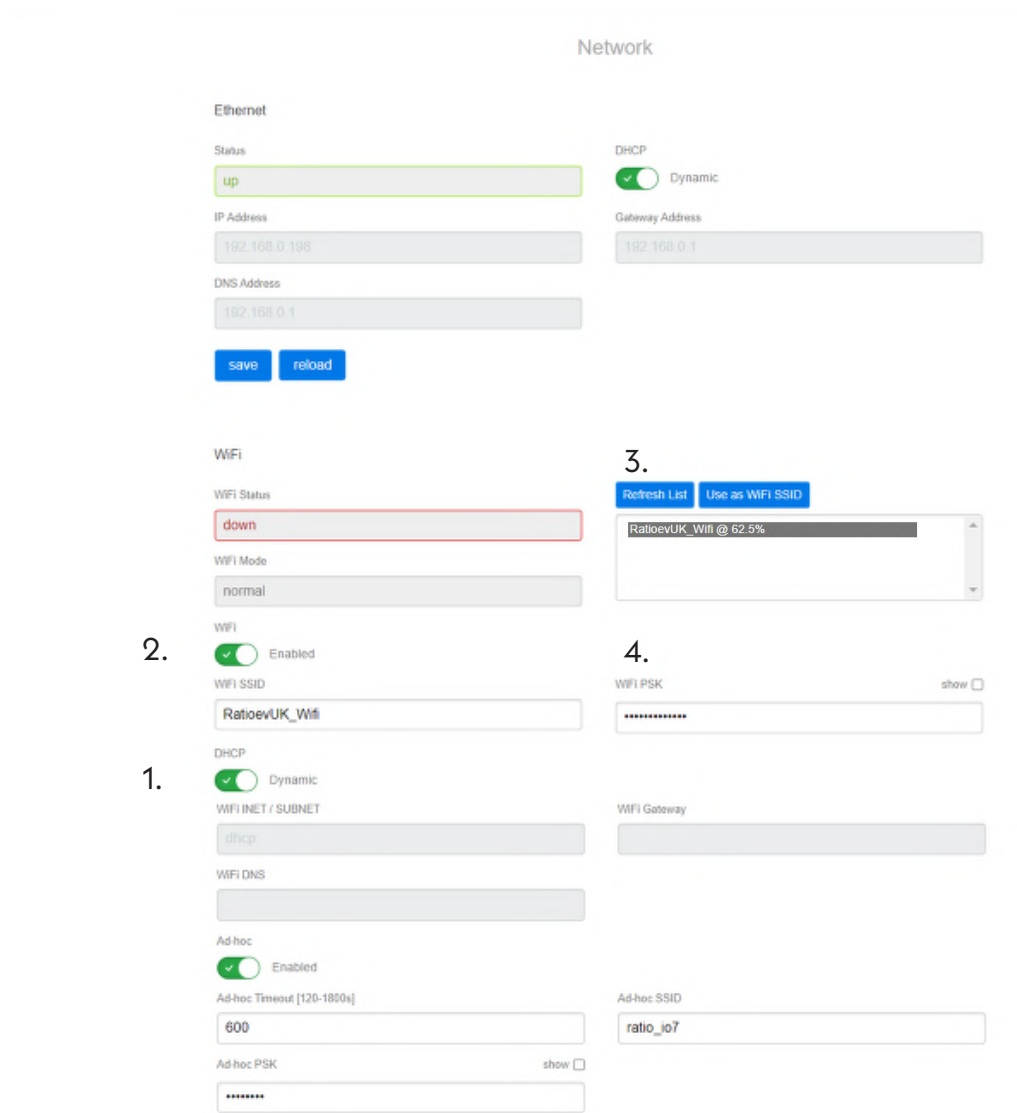 Network
Ethernet
Status
DHCP
up
Dynamic
IP Address
Gateway Address
192.168.0.198
192.168.0.1
DNS Address
192.168.0.1
save reload
WiFi
3.
WiFi Status
Refresh List Use as WiFi SSID
down
RatioevUK_Wifi @ 62.5%
WiFi Mode
normal
WiFi
2. Enabled
4.
WiFi SSID
WiFi PSK show
RatioevUK_Wifi
•••••••••••••
DHCP
1. Dynamic
WiFi INET / SUBNET
WiFi Gateway
dhcp
WiFi DNS
Ad-hoc
Enabled
Ad-hoc Timeout [120-1800s]
Ad-hoc SSID
600
ratio_io7
Ad-hoc PSK show
••••••••